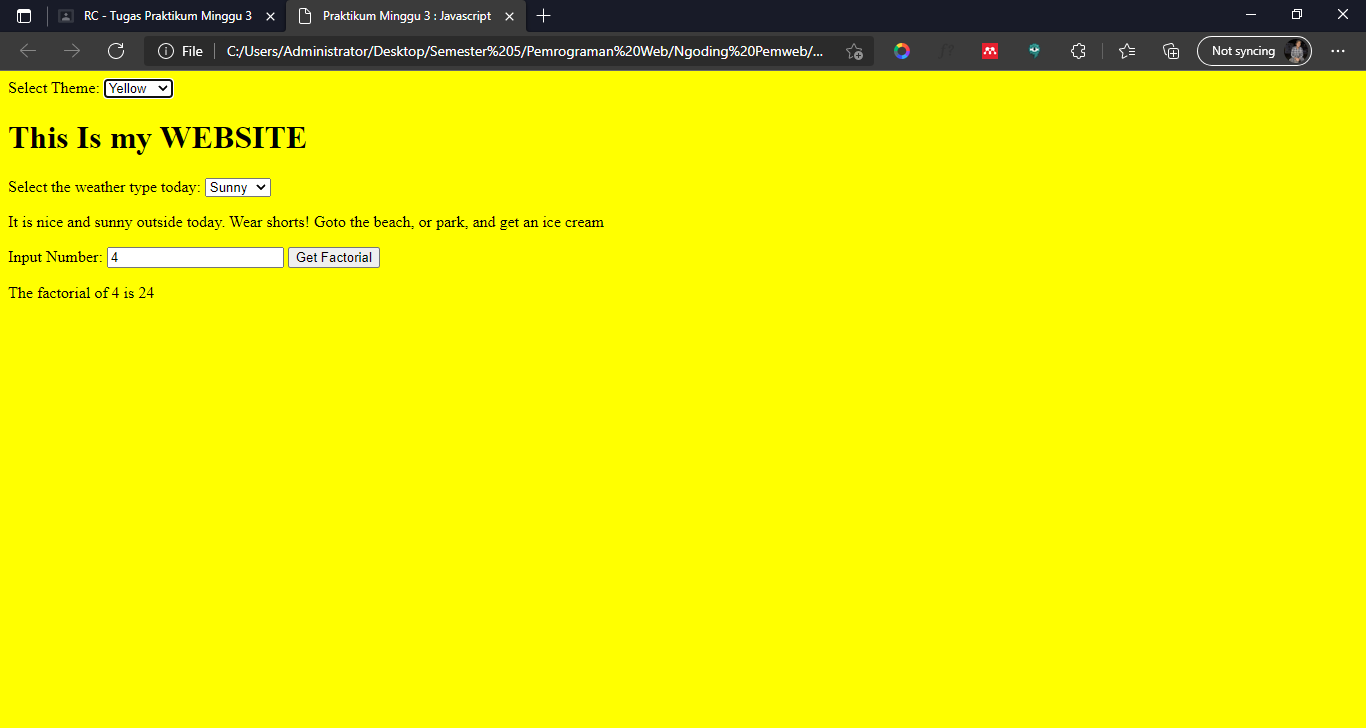 RC - Tugas Praktikum Minggu 3
Praktikum Minggu 3 : Javascript
File
C:/Users/Administrator/Desktop/Semester%205/Pemrograman%20Web/Ngoding%20Pemweb/...
Not syncing
Select Theme: Yellow
This Is my WEBSITE
Select the weather type today: Sunny
It is nice and sunny outside today. Wear shorts! Goto the beach, or park, and get an ice cream
Input Number: 4 Get Factorial
The factorial of 4 is 24